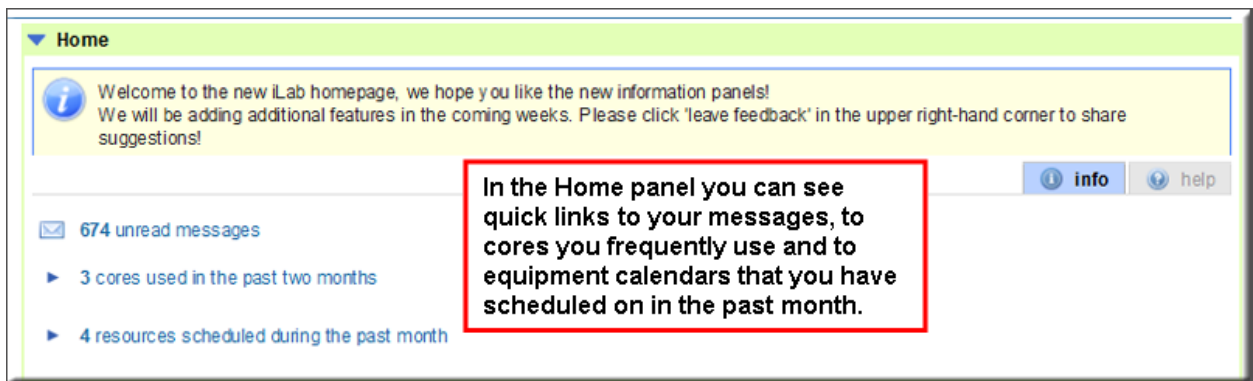 Home
Welcome to the new iLab homepage, we hope you like the new information panels!
We will be adding additional features in the coming weeks. Please click 'leave feedback' in the upper right-hand corner to share
suggestions!
info
help
In the Home panel you can see
quick links to your messages, to
cores you frequently use and to
equipment calendars that you have
scheduled on in the past month.
674 unread messages
3 cores used in the past two months
4 resources scheduled during the past month